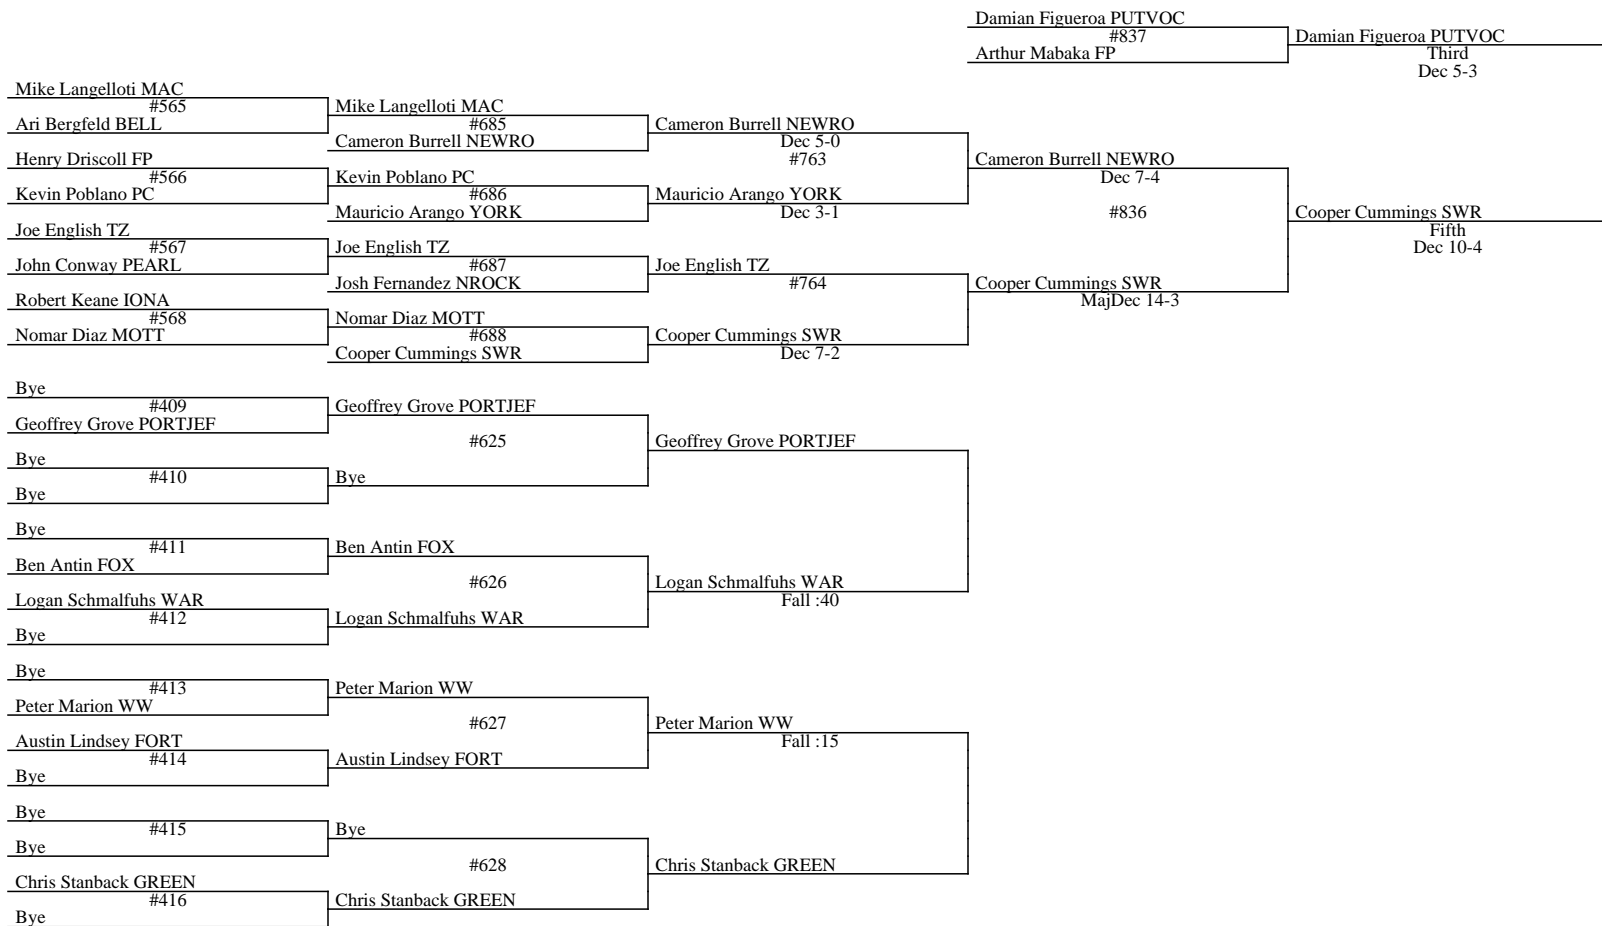 Damian Figueroa PUTVOC
#837
Arthur Mabaka FP
Damian Figueroa PUTVOC
Third
Dec 5-3
Mike Langelloti MAC
#565
Ari Bergfeld BELL
Henry Driscoll FP
#566
Kevin Poblano PC
Joe English TZ
#567
John Conway PEARL
Robert Keane IONA
#568
Nomar Diaz MOTT
Mike Langelloti MAC
#685
Cameron Burrell NEWRO
Kevin Poblano PC
#686
Mauricio Arango YORK
Joe English TZ
#687
Josh Fernandez NROCK
Nomar Diaz MOTT
#688
Cooper Cummings SWR
Cameron Burrell NEWRO
Dec 5-0
#763
Mauricio Arango YORK
Dec 3-1
Joe English TZ
#764
Cooper Cummings SWR
Dec 7-2
Cameron Burrell NEWRO
Dec 7-4
#836
Cooper Cummings SWR
MajDec 14-3
Cooper Cummings SWR
Fifth
Dec 10-4
Bye
#409
Geoffrey Grove PORTJEF
Bye
#410
Bye
Bye
#411
Ben Antin FOX
Logan Schmalfuhs WAR
#412
Bye
Bye
#413
Peter Marion WW
Austin Lindsey FORT
#414
Bye
Bye
#415
Bye
Chris Stanback GREEN
#416
Bye
Geoffrey Grove PORTJEF
#625
Bye
Ben Antin FOX
#626
Logan Schmalfuhs WAR
Peter Marion WW
#627
Austin Lindsey FORT
Bye
#628
Chris Stanback GREEN
Geoffrey Grove PORTJEF
Logan Schmalfuhs WAR
Fall :40
Peter Marion WW
Fall :15
Chris Stanback GREEN